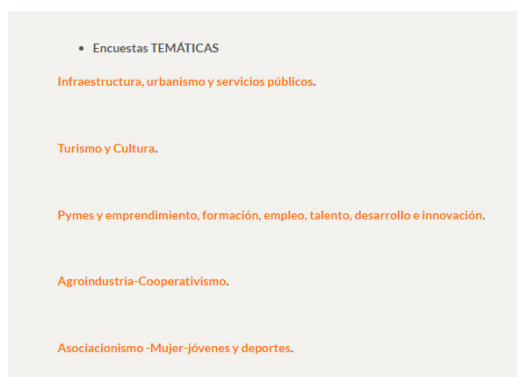 • Encuestas TEMÁTICAS
Infraestructura, urbanismo y servicios públicos.
Turismo y Cultura.
Pymes y emprendimiento, formación, empleo, talento, desarrollo e innovación.
Agroindustria-Cooperativismo.
Asociacionismo -Mujer-jóvenes y deportes.